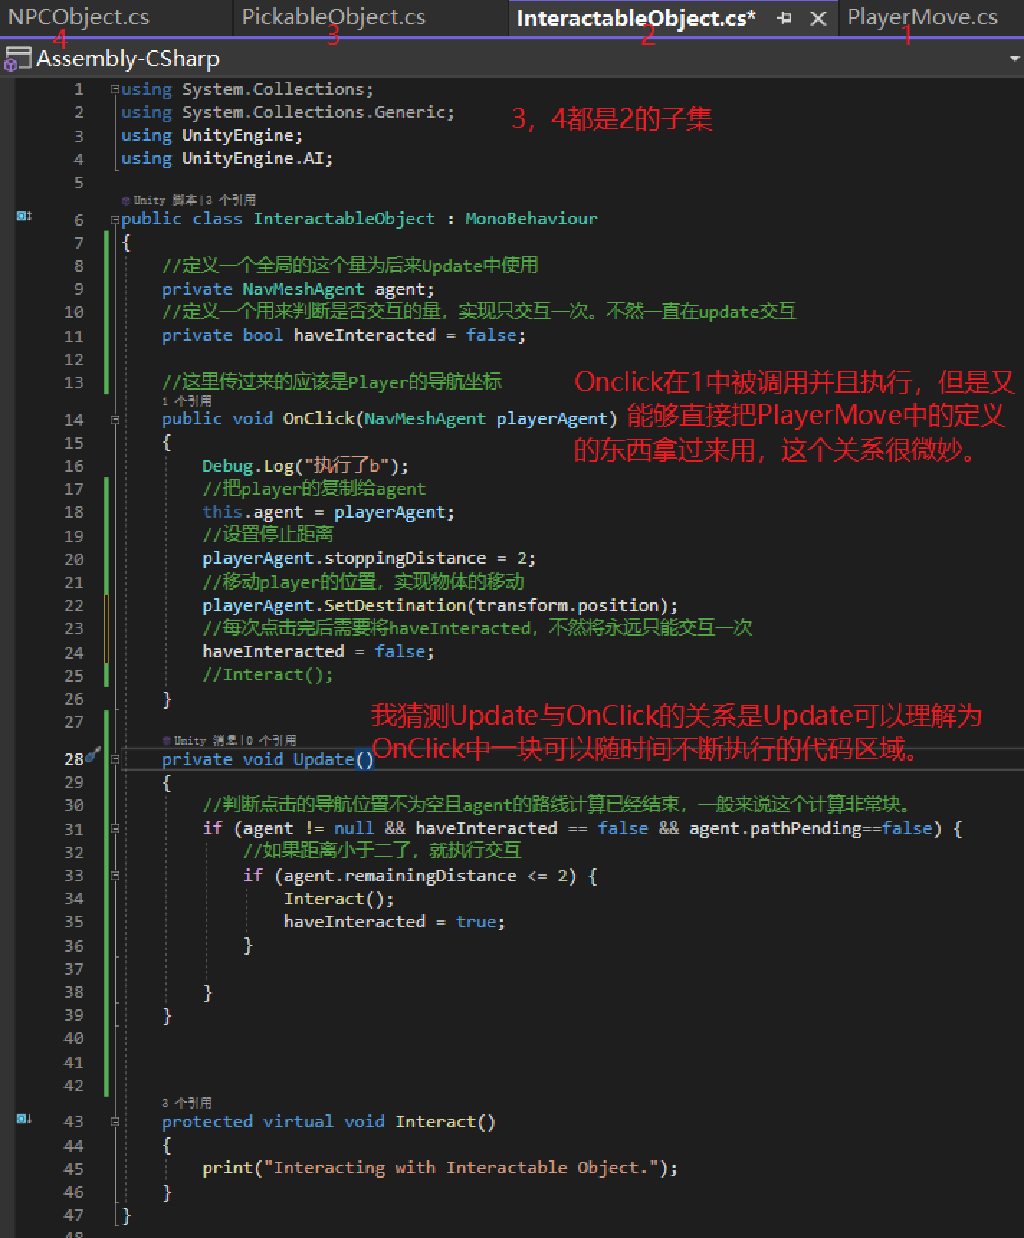 NPCObject.cs PickableObject.cs InteractableObject.cs* PlayerMove.cs
4 3 2 1
Assembly-CSharp
1 using System.Collections;
2 using System.Collections.Generic;
3，4都是2的子集
3 using UnityEngine;
4 using UnityEngine.AI;
5
Unity 脚本|3 个引用
6 public class InteractableObject : MonoBehaviour
7 {
8 //定义一个全局的这个量为后来Update中使用
9 private NavMeshAgent agent;
10 //定义一个用来判断是否交互的量，实现只交互一次。不然一直在update交互
11 private bool haveInteracted = false;
12
13 //这里传过来的应该是Player的导航坐标
1 个引用
Onclick在1中被调用并且执行，但是又
能够直接把PlayerMove中的定义
的东西拿过来用，这个关系很微妙。
14 public void OnClick(NavMeshAgent playerAgent)
15 {
16 Debug.Log("执行了b");
17 //把player的复制给agent
18 this.agent = playerAgent;
19 //设置停止距离
20 playerAgent.stoppingDistance = 2;
21 //移动player的位置，实现物体的移动
22 playerAgent.SetDestination(transform.position);
23 //每次点击完后需要将haveInteracted，不然将永远只能交互一次
24 haveInteracted = false;
25 //Interact();
26 }
27
我猜测Update与OnClick的关系是Update可以理解为
OnClick中一块可以随时间不断执行的代码区域。
Unity 消息|0 个引用
28 private void Update()
29 {
30 //判断点击的导航位置不为空且agent的路线计算已经结束，一般来说这个计算非常块。
31 if (agent != null && haveInteracted == false && agent.pathPending==false) {
32 //如果距离小于二了，就执行交互
33 if (agent.remainingDistance <= 2) {
34 Interact();
35 haveInteracted = true;
36 }
37
38 }
39 }
40
41
42
3 个引用
43 protected virtual void Interact()
44 {
45 print("Interacting with Interactable Object.");
46 }
47 }
48